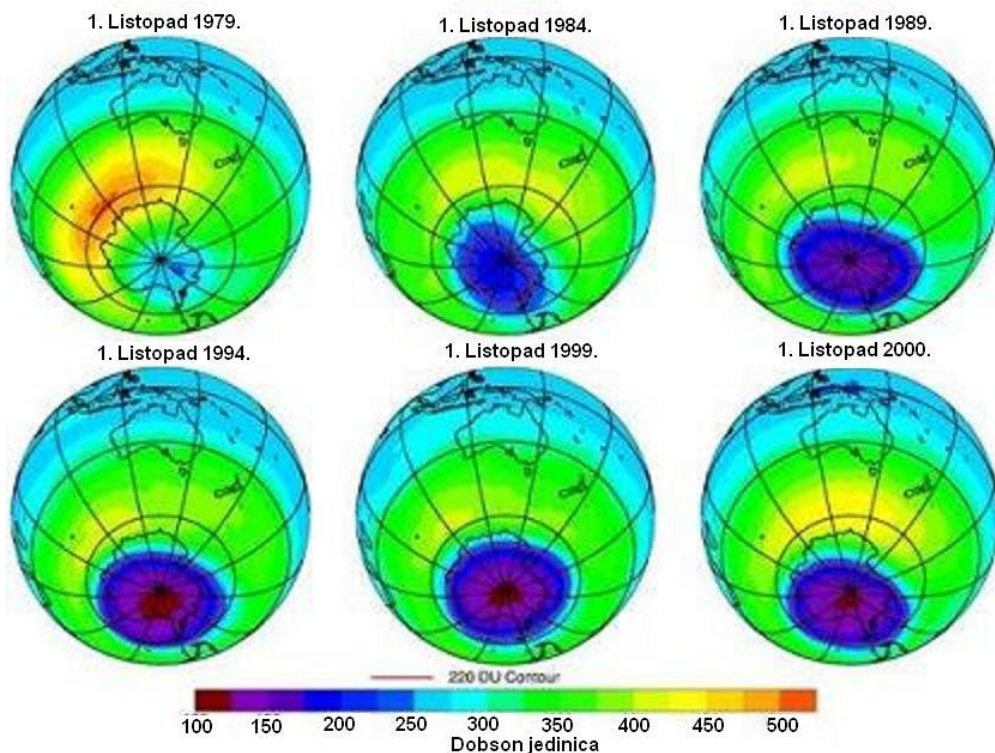 1. Listopad 1979.
1. Listopad 1984.
1. Listopad 1989.
1. Listopad 1994.
1. Listopad 1999.
1. Listopad 2000.
220 DU Contour
100 150 200 250 300 350 400 450 500
Dobson jedinica